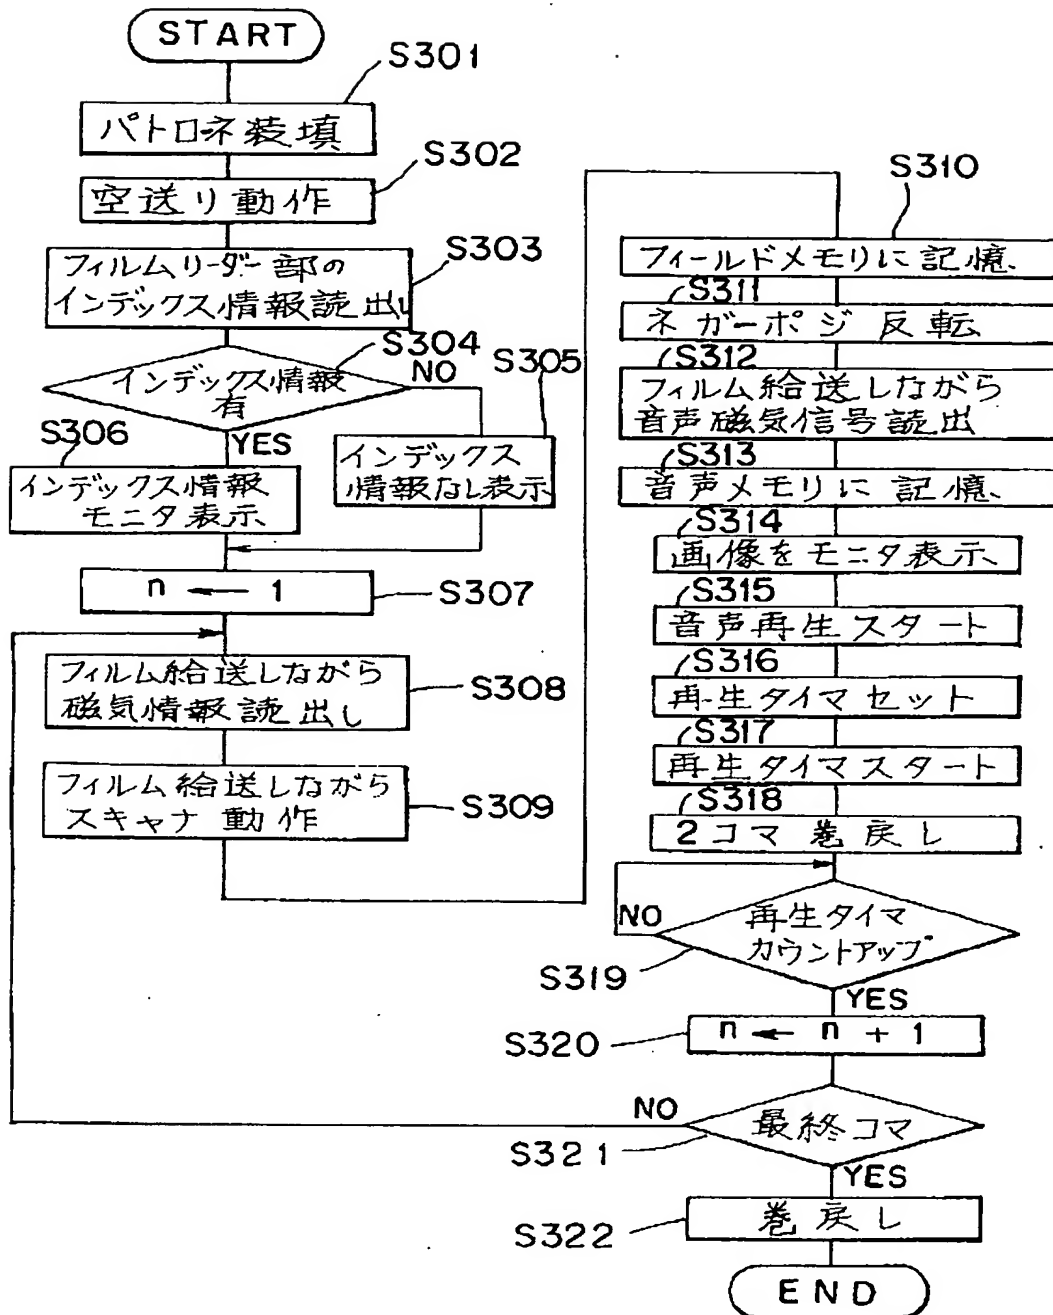 START
S301
パトローネ装填
S302
空送り動作
S303
フィルムリーダー部の
インデックス情報読出し
S304
インデックス情報
有
NO
YES
S305
インデックス
情報なし表示
S306
インデックス情報
モニタ表示
n ← 1
S307
フィルム給送しながら
磁気情報読出し
S308
フィルム給送しながら
スキャナ動作
S309
S310
フィールドメモリに記憶
S311
ネガーポジ反転
S312
フィルム給送しながら
音声磁気信号読出
S313
音声メモリに記憶
S314
画像をモニタ表示
S315
音声再生スタート
S316
再生タイマセット
S317
再生タイマスタート
S318
2コマ巻戻し
NO
再生タイマ
カウントアップ
S319
YES
n ← n + 1
S320
NO
最終コマ
S321
YES
巻戻し
S322
END